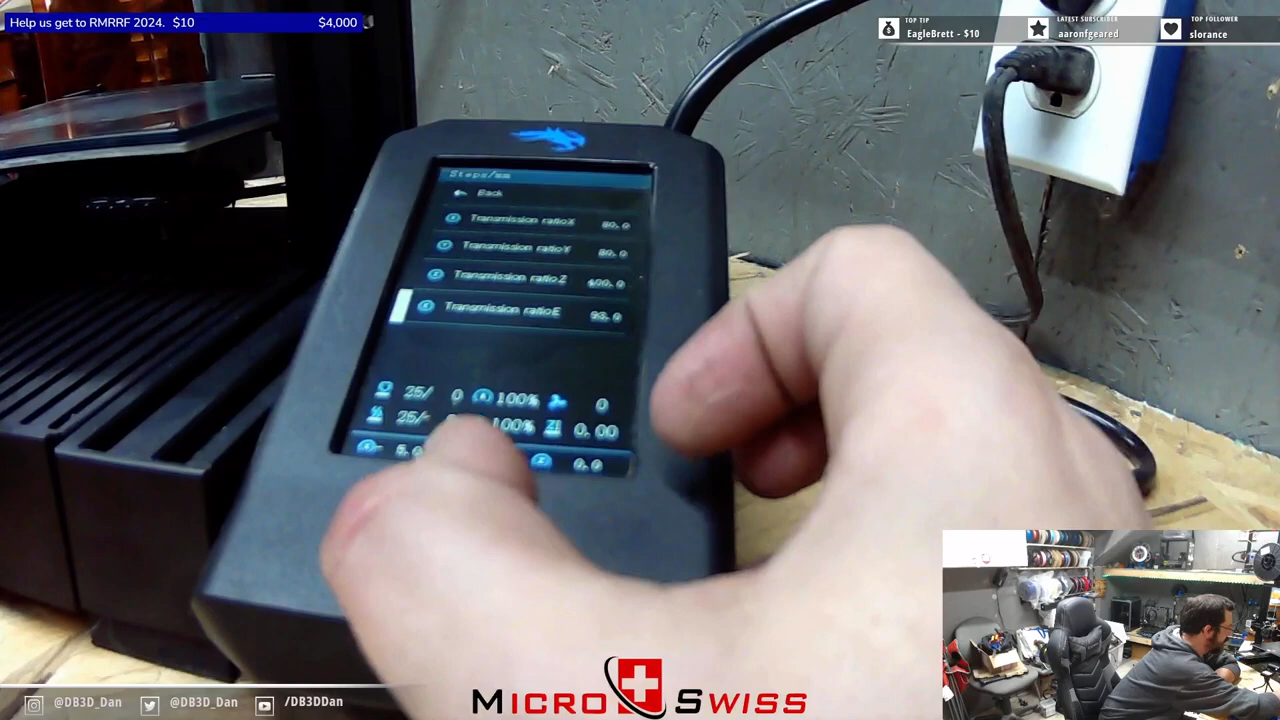 Help us get to RMRRF 2024. $10 $4,000
TOP TIP
EagleBrett - $10
LATEST SUBSCRIBER
aaronfgeared
TOP FOLLOWER
slorance
Steps/mm
Back
Transmission ratioX 80.0
Transmission ratioY 80.0
Transmission ratioZ 400.0
Transmission ratioE 93.0
25/ 0 100% 0
25/ 100% 0.00
5.0 0.0
MICRO SWISS
@DB3D_Dan @DB3D_Dan /DB3DDan